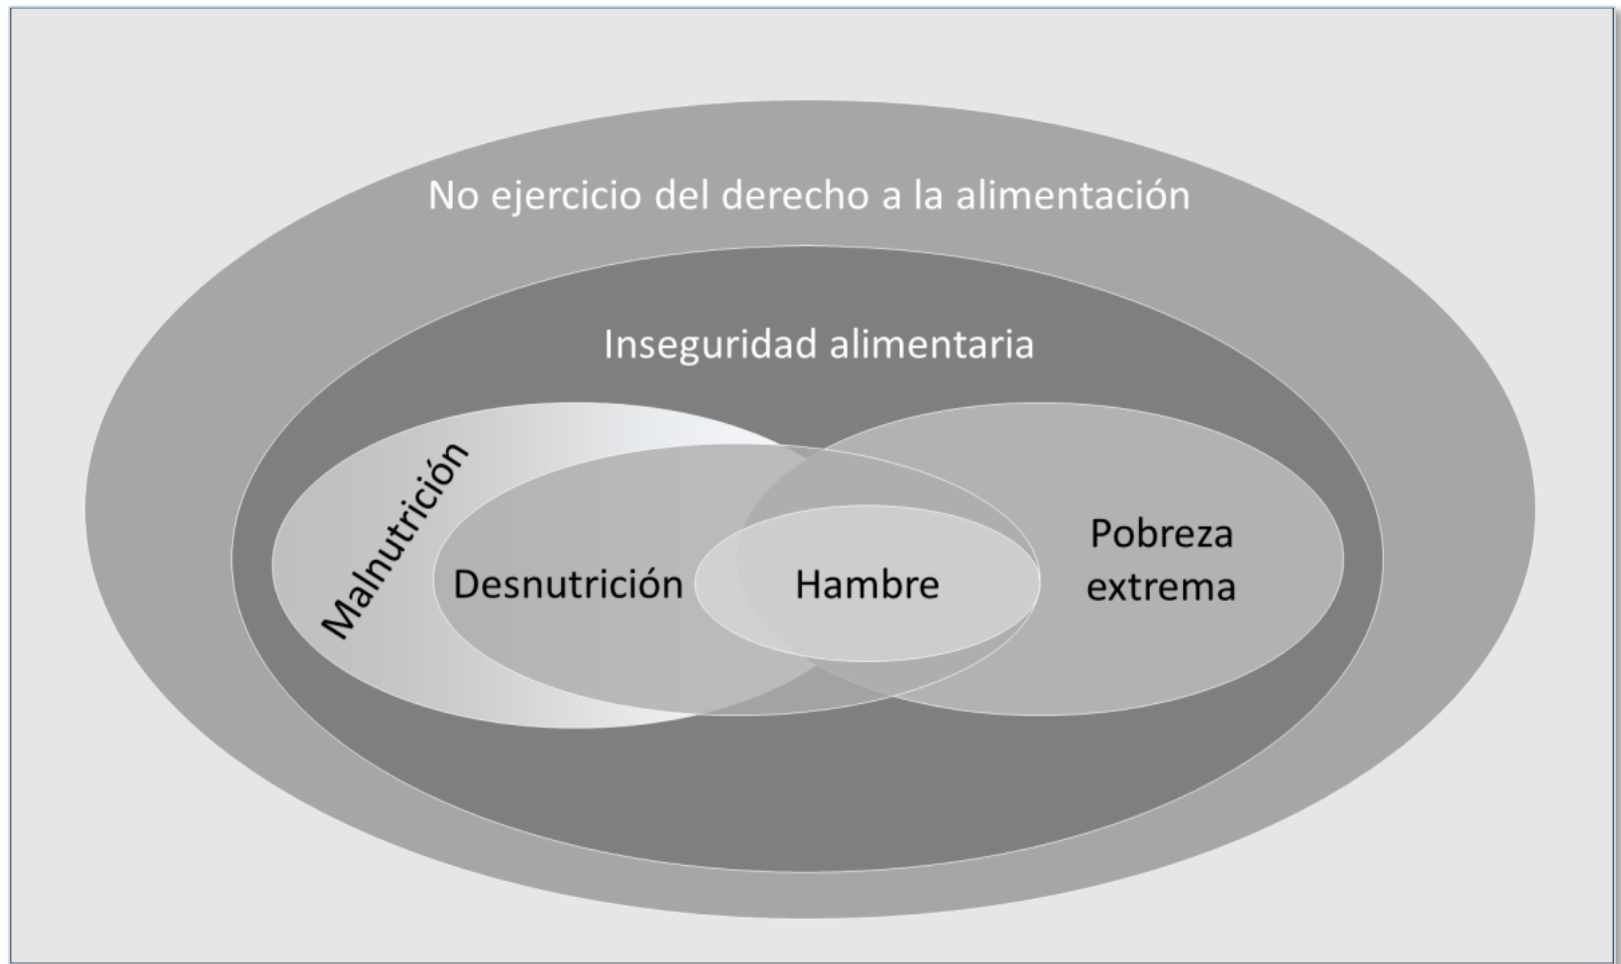 No ejercicio del derecho a la alimentación
Inseguridad alimentaria
Malnutrición
Desnutrición
Hambre
Pobreza
extrema